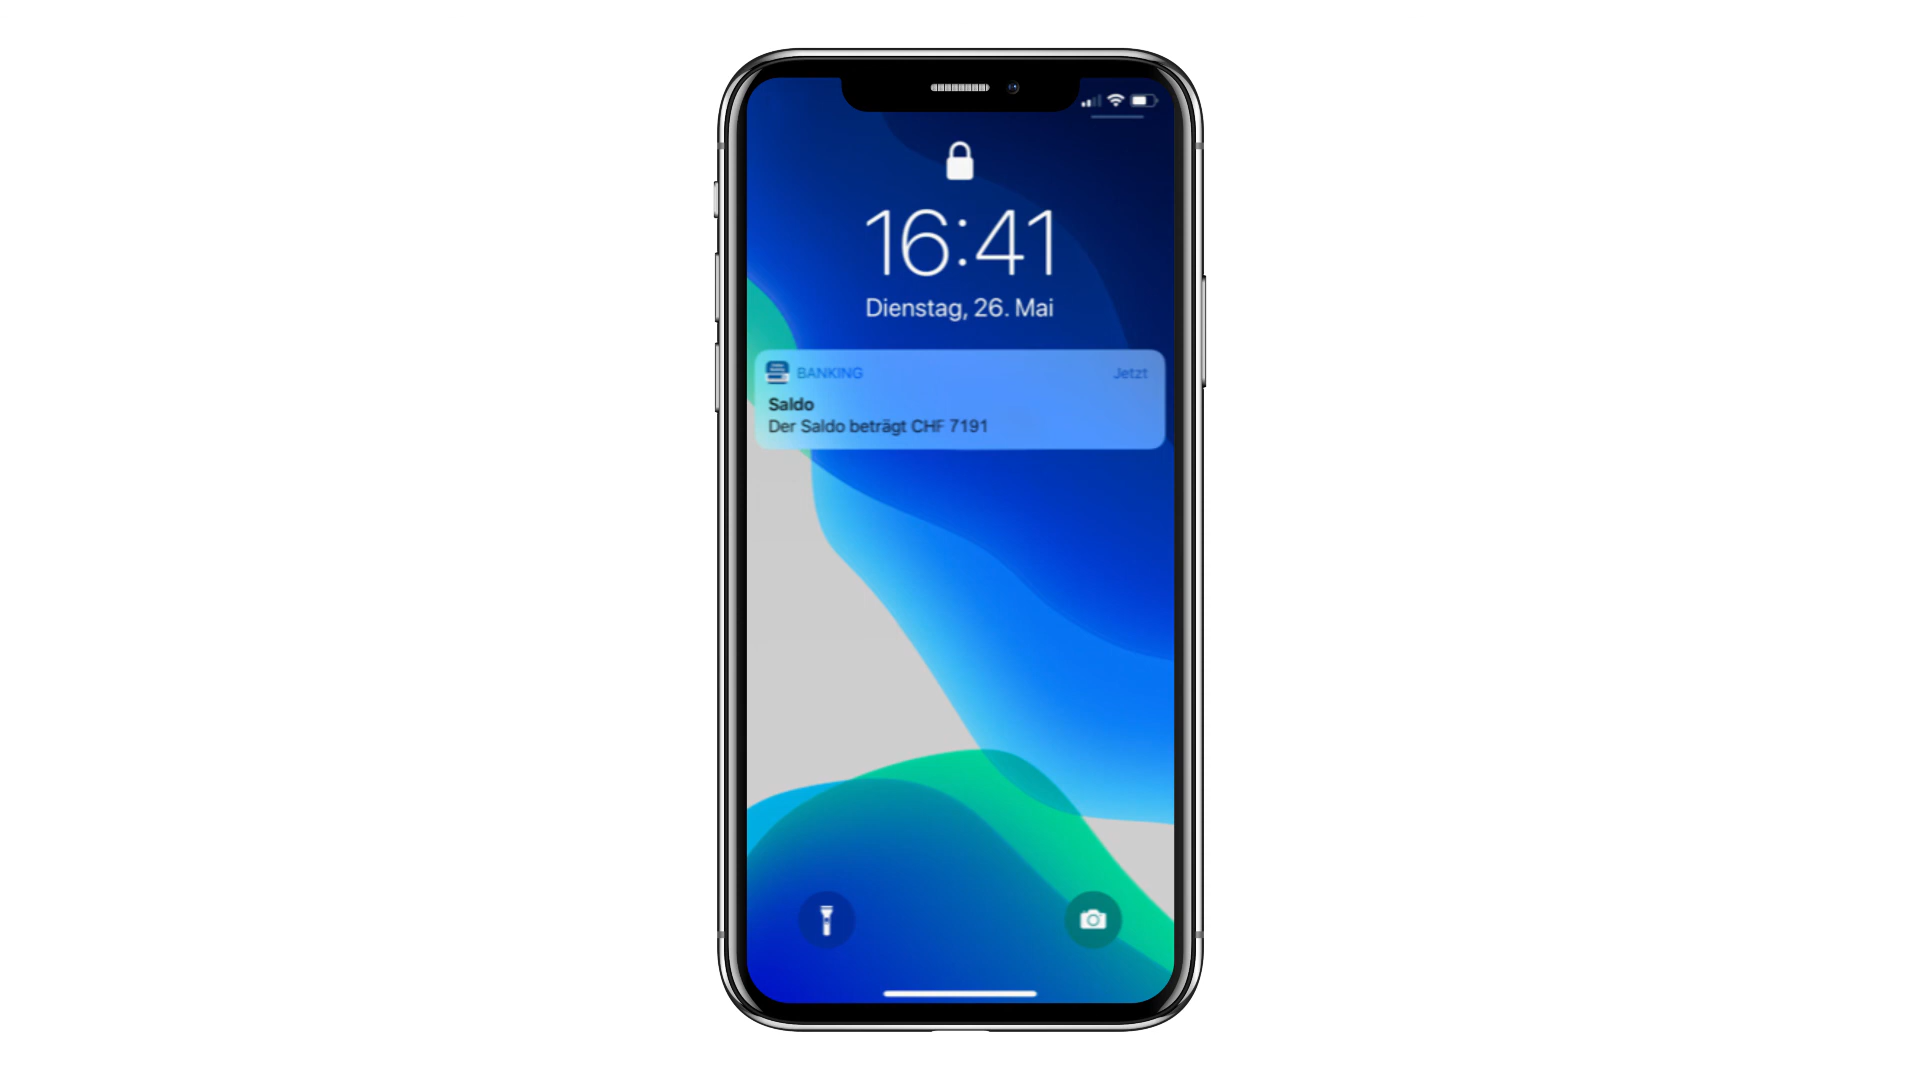 16:41
Dienstag, 26. Mai
BANKING
Jetzt
Saldo
Der Saldo beträgt CHF 7191